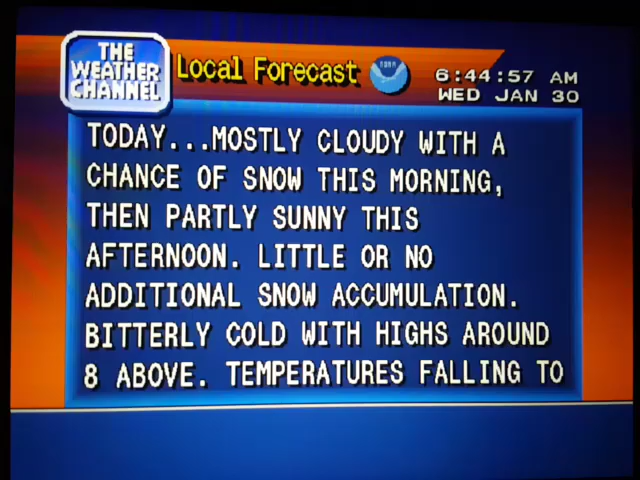 THE
WEATHER
CHANNEL
Local Forecast
NOAA
6:44:57 AM
WED JAN 30
TODAY...MOSTLY CLOUDY WITH A
CHANCE OF SNOW THIS MORNING,
THEN PARTLY SUNNY THIS
AFTERNOON. LITTLE OR NO
ADDITIONAL SNOW ACCUMULATION.
BITTERLY COLD WITH HIGHS AROUND
8 ABOVE. TEMPERATURES FALLING TO